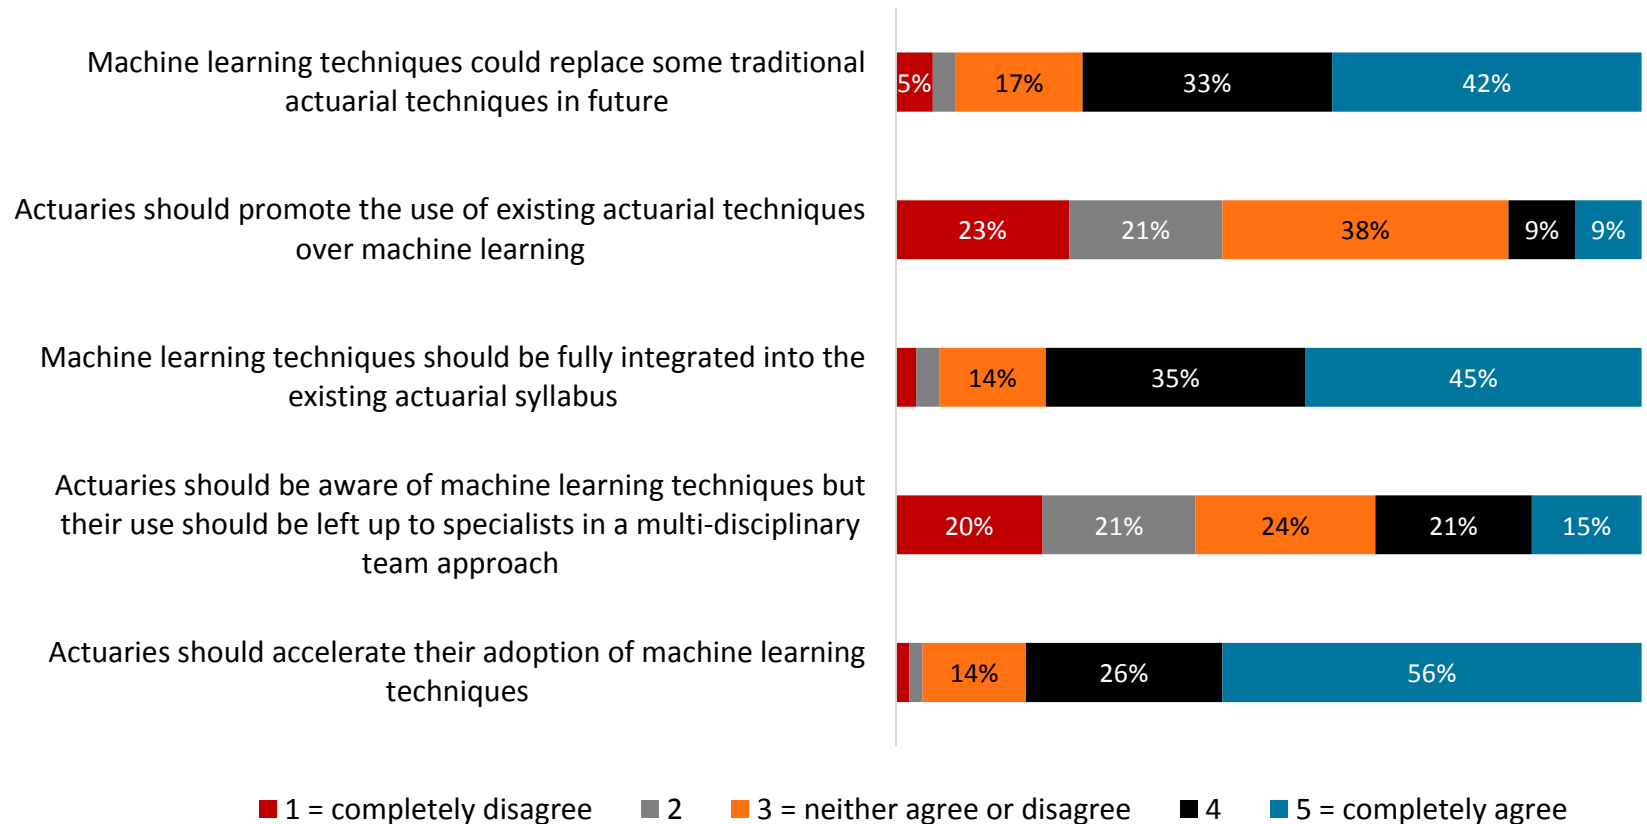 Machine learning techniques could replace some traditional
actuarial techniques in future
5% 17% 33% 42%
Actuaries should promote the use of existing actuarial techniques
over machine learning
23% 21% 38% 9% 9%
Machine learning techniques should be fully integrated into the
existing actuarial syllabus
14% 35% 45%
Actuaries should be aware of machine learning techniques but
their use should be left up to specialists in a multi-disciplinary
team approach
20% 21% 24% 21% 15%
Actuaries should accelerate their adoption of machine learning
techniques
14% 26% 56%
1 = completely disagree 2 3 = neither agree or disagree 4 5 = completely agree